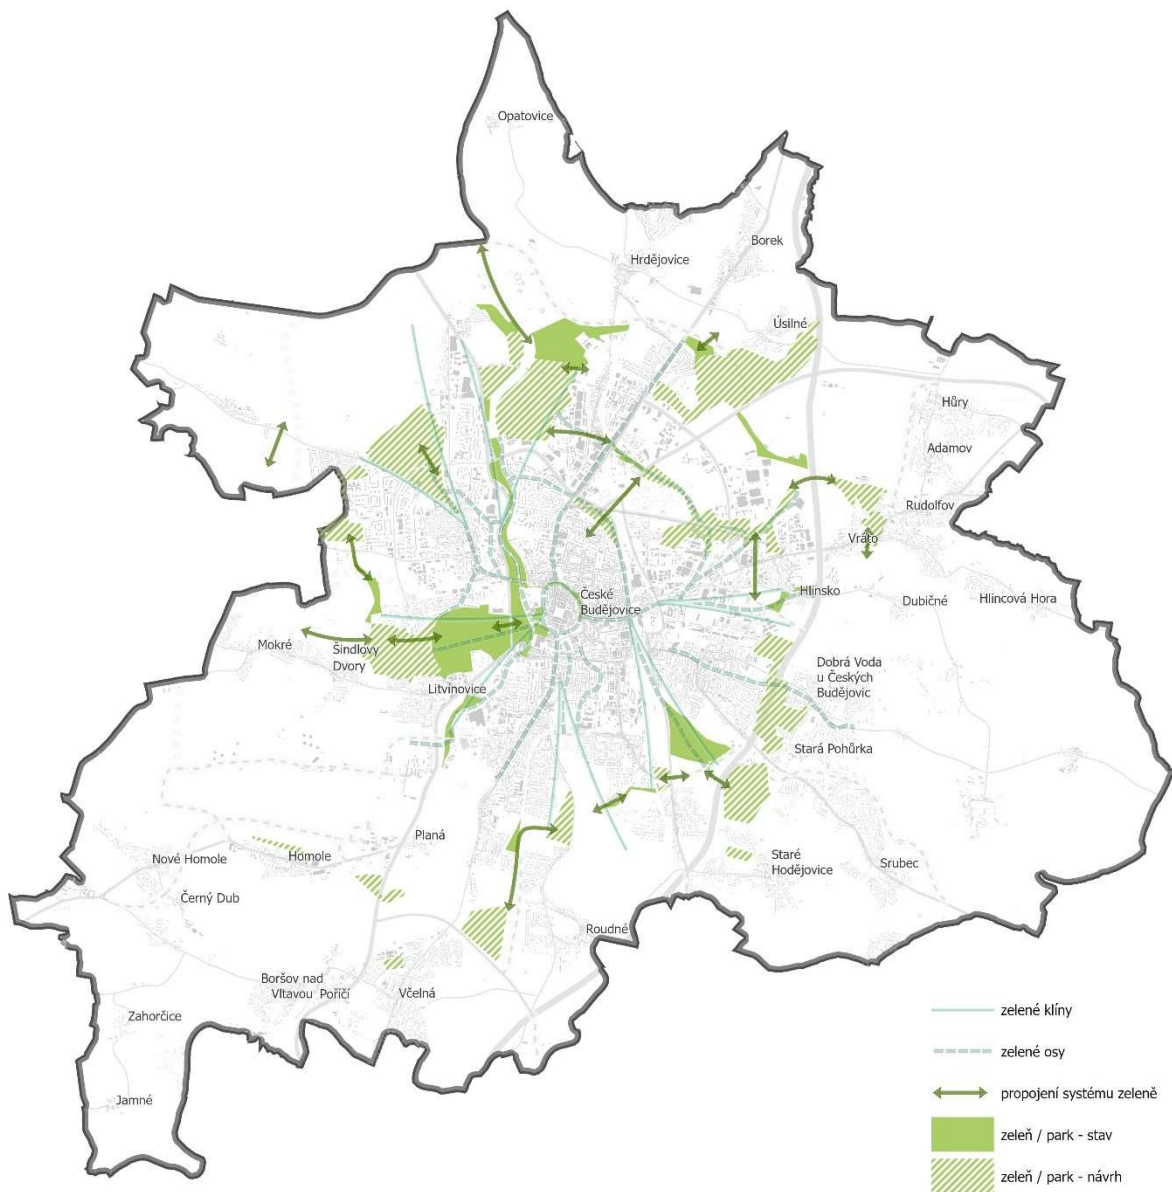 Opatovice
Borek
Hrdějovice
Úsilné
Hůry
Adamov
Rudolfov
Vráto
České
Budějovice
Hlinsko
Dubičné
Hlincová Hora
Mokré
Šindlovy
Dvory
Litvínovice
Dobrá Voda
u Českých
Budějovic
Stará Pohůrka
Planá
Nové Homole
Homole
Černý Dub
Staré
Hodějovice
Srubec
Roudné
Boršov nad
Vltavou Poříčí
Včelná
Zahorčice
Jamné
zelené klíny
zelené osy
propojení systému zeleně
zeleň / park - stav
zeleň / park - návrh